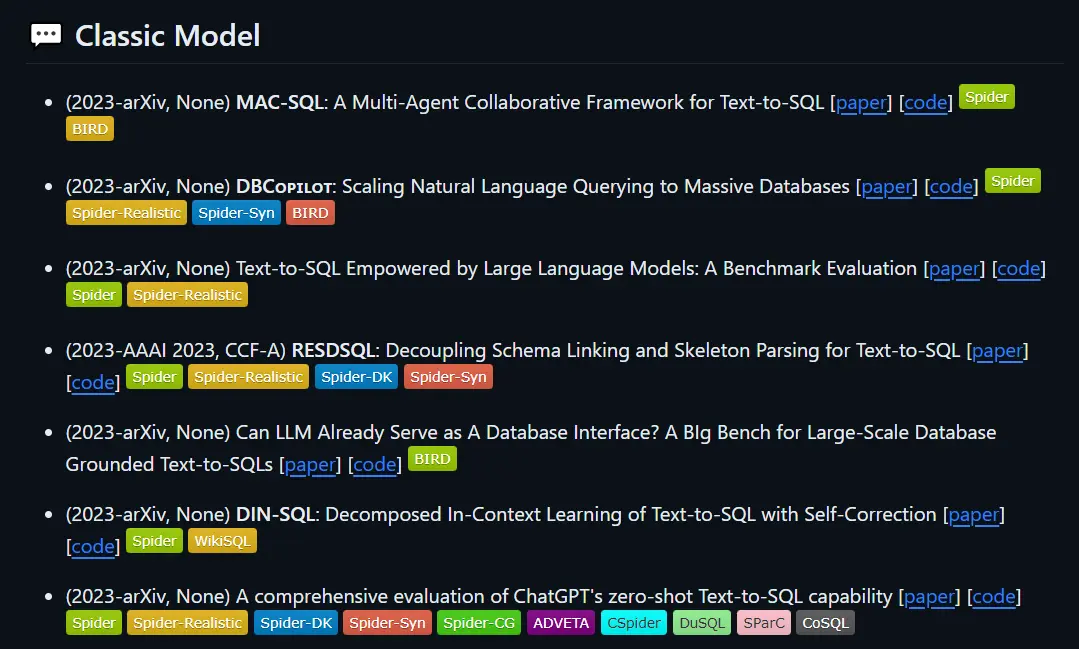 Classic Model
(2023-arXiv, None) MAC-SQL: A Multi-Agent Collaborative Framework for Text-to-SQL [paper] [code] Spider
BIRD
(2023-arXiv, None) DBCOPILOT: Scaling Natural Language Querying to Massive Databases [paper] [code] Spider
Spider-Realistic Spider-Syn BIRD
(2023-arXiv, None) Text-to-SQL Empowered by Large Language Models: A Benchmark Evaluation [paper] [code]
Spider Spider-Realistic
(2023-AAAI 2023, CCF-A) RESDSQL: Decoupling Schema Linking and Skeleton Parsing for Text-to-SQL [paper]
[code] Spider Spider-Realistic Spider-DK Spider-Syn
(2023-arXiv, None) Can LLM Already Serve as A Database Interface? A BIg Bench for Large-Scale Database
Grounded Text-to-SQLs [paper] [code] BIRD
(2023-arXiv, None) DIN-SQL: Decomposed In-Context Learning of Text-to-SQL with Self-Correction [paper]
[code] Spider WikiSQL
(2023-arXiv, None) A comprehensive evaluation of ChatGPT's zero-shot Text-to-SQL capability [paper] [code]
Spider Spider-Realistic Spider-DK Spider-Syn Spider-CG ADVETA CSpider DuSQL SParC CoSQL